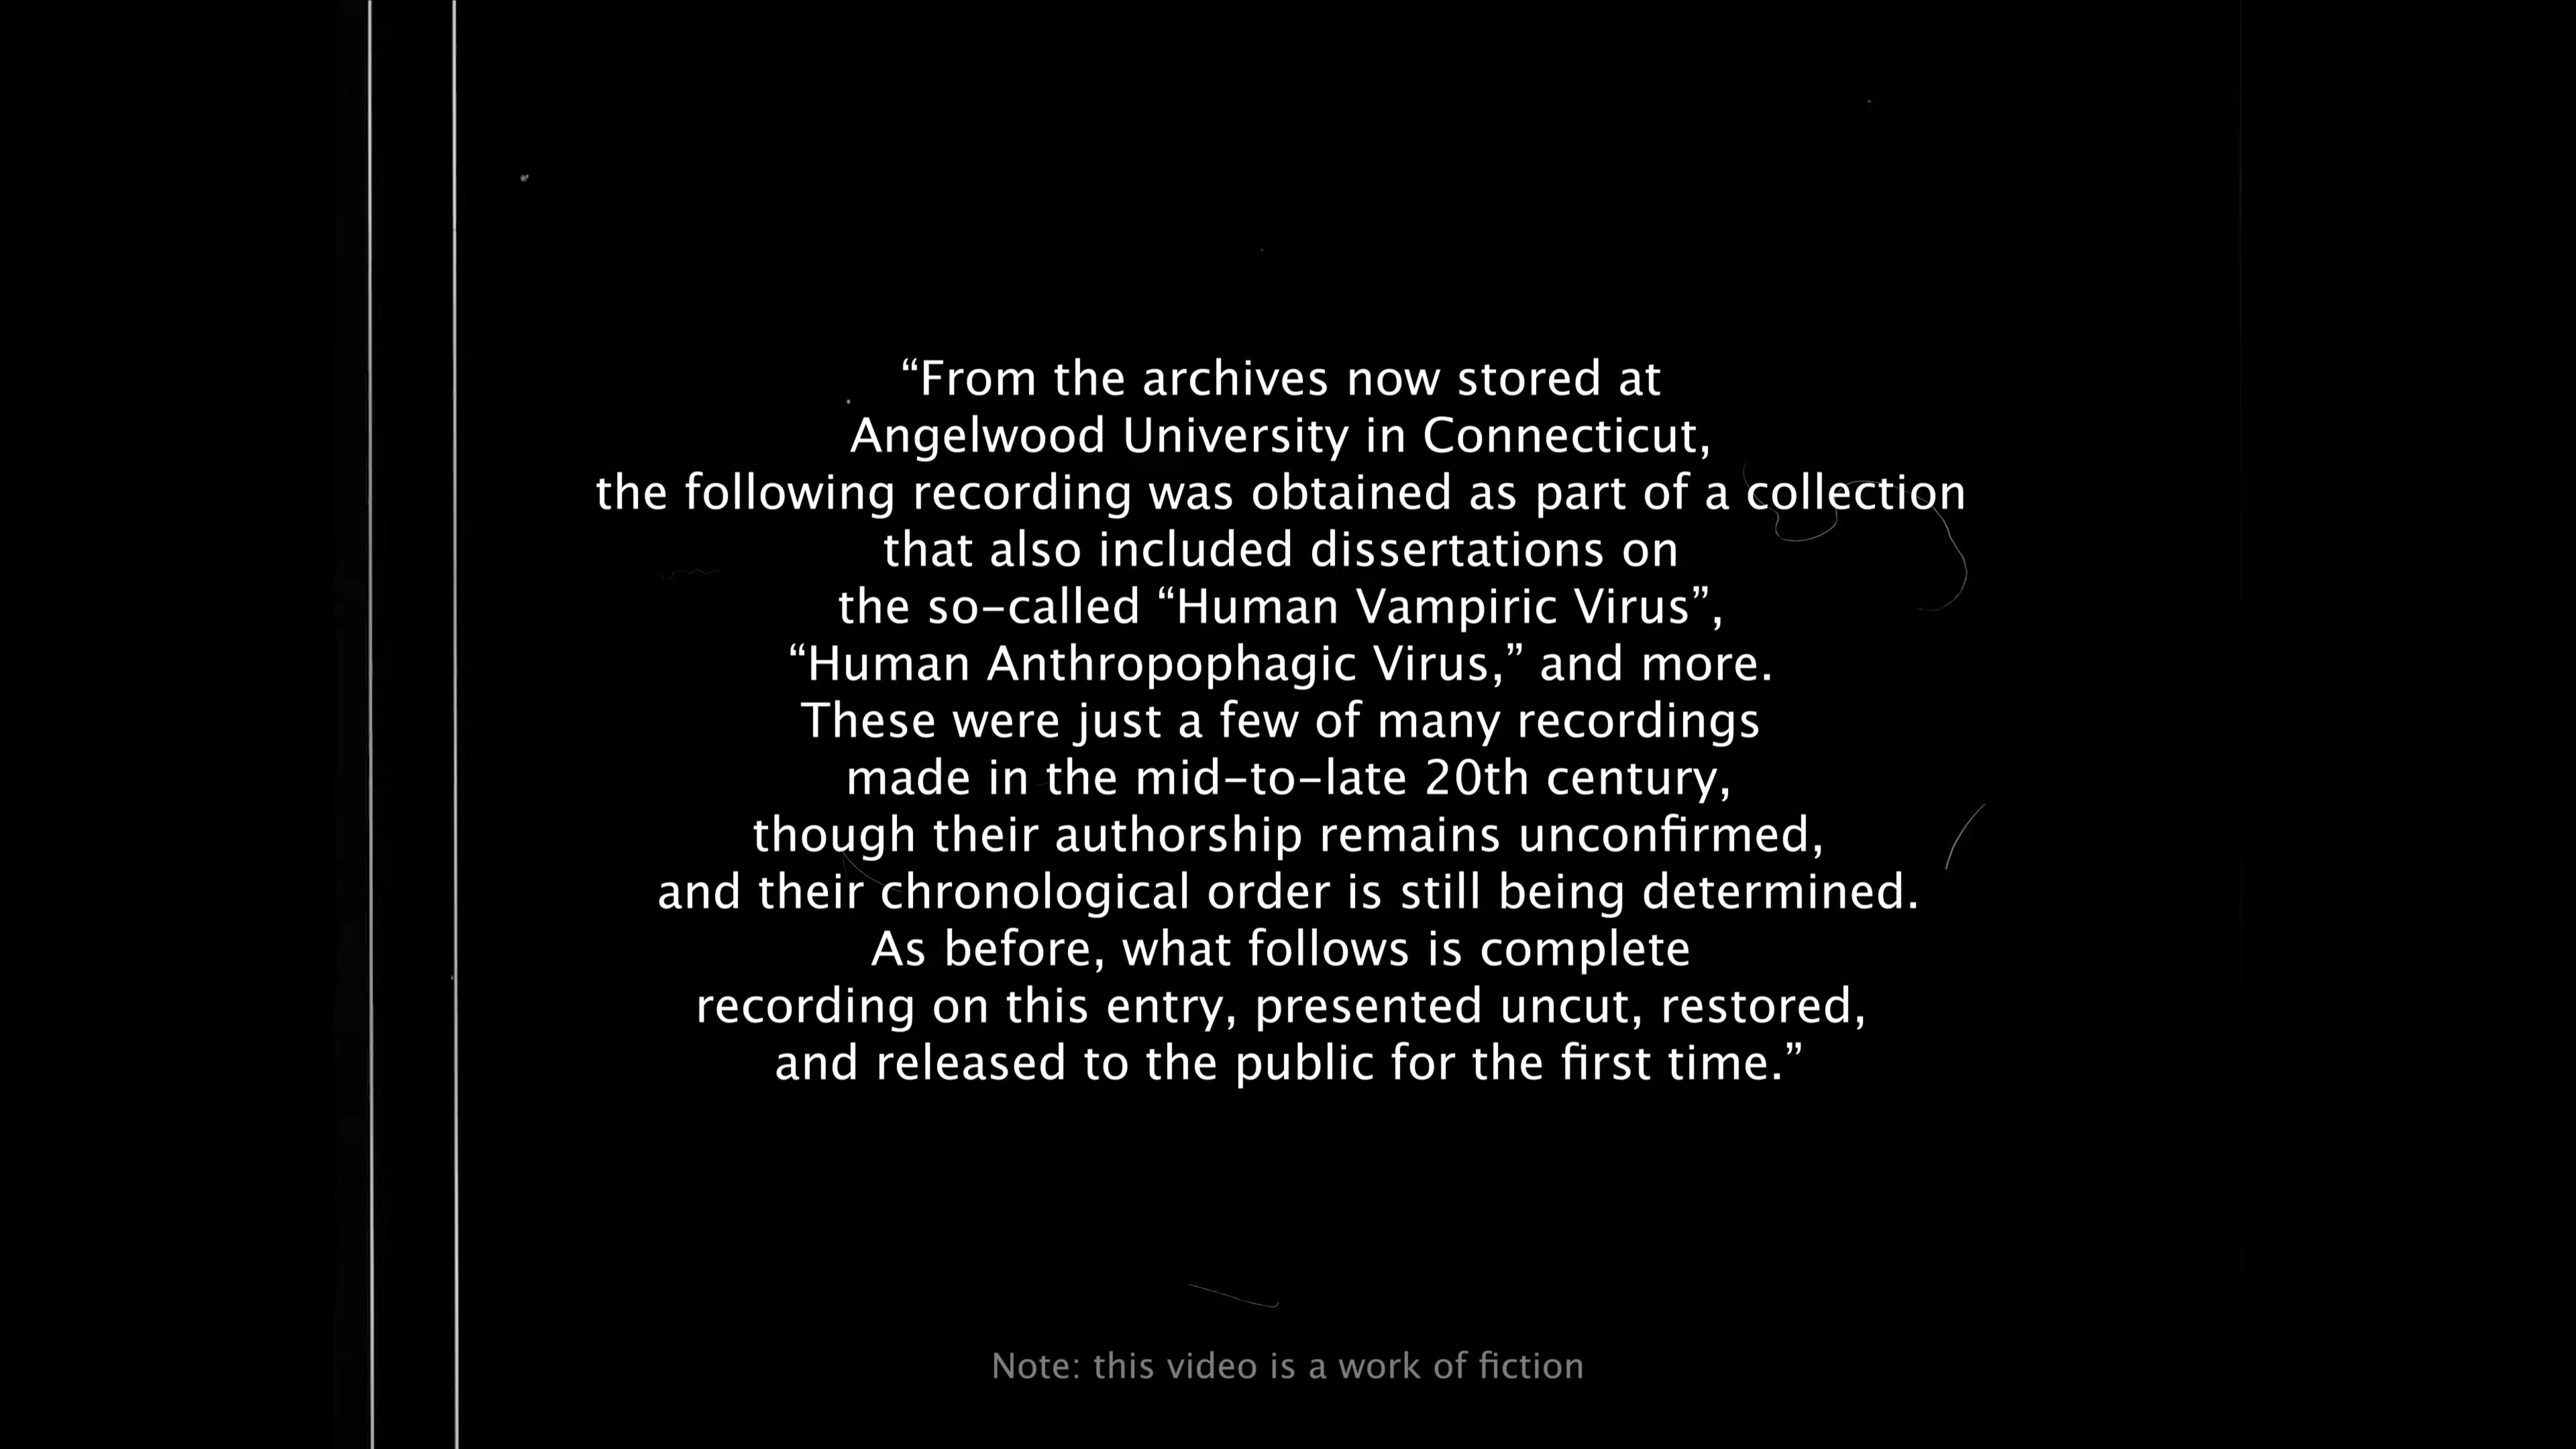 “From the archives now stored at
Angelwood University in Connecticut,
the following recording was obtained as part of a collection
that also included dissertations on
the so-called “Human Vampiric Virus”,
“Human Anthropophagic Virus,” and more.
These were just a few of many recordings
made in the mid-to-late 20th century,
though their authorship remains unconfirmed,
and their chronological order is still being determined.
As before, what follows is complete
recording on this entry, presented uncut, restored,
and released to the public for the first time.”
Note: this video is a work of fiction